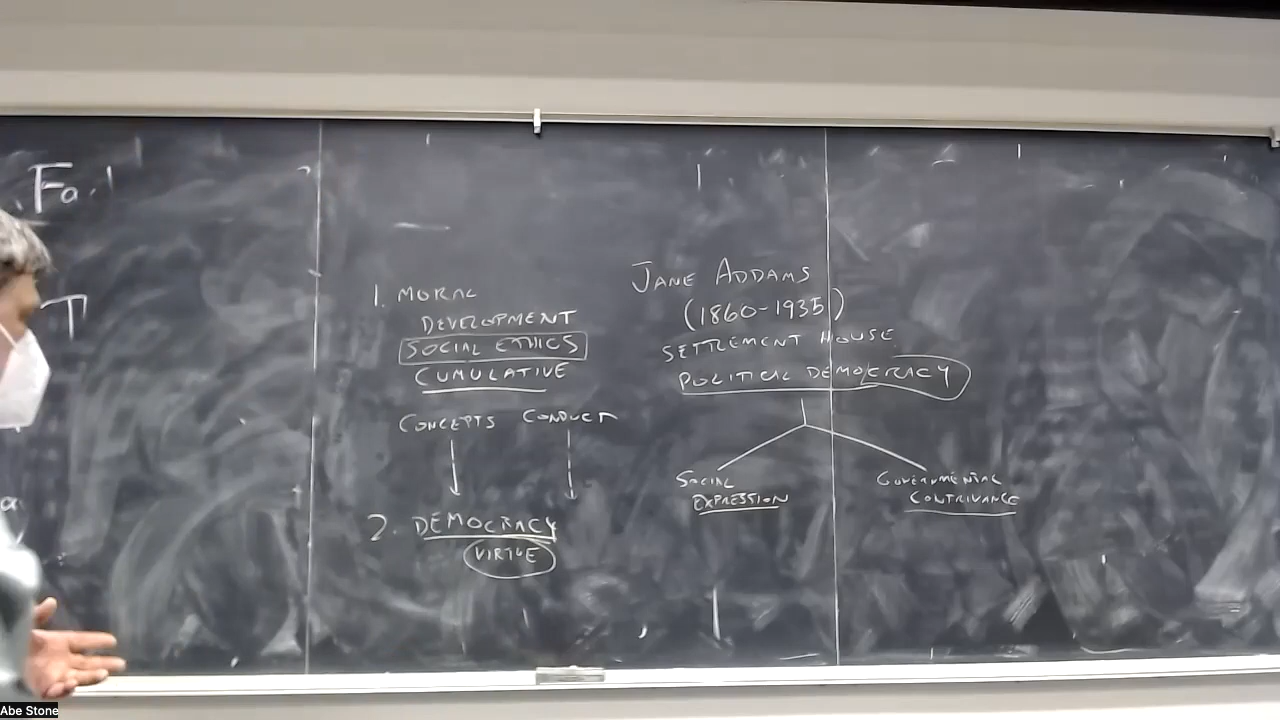 Fa
T
a
1. MORAL
DEVELOPMENT
SOCIAL ETHICS
CUMULATIVE
CONCEPTS CONDUCT
2. DEMOCRACY
VIRTUE
JANE ADDAMS
(1860-1935)
SETTLEMENT HOUSE
POLITICAL DEMOCRACY
SOCIAL
EXPRESSION
GOVERNMENTAL
CONTRIVANCE
Abe Stone